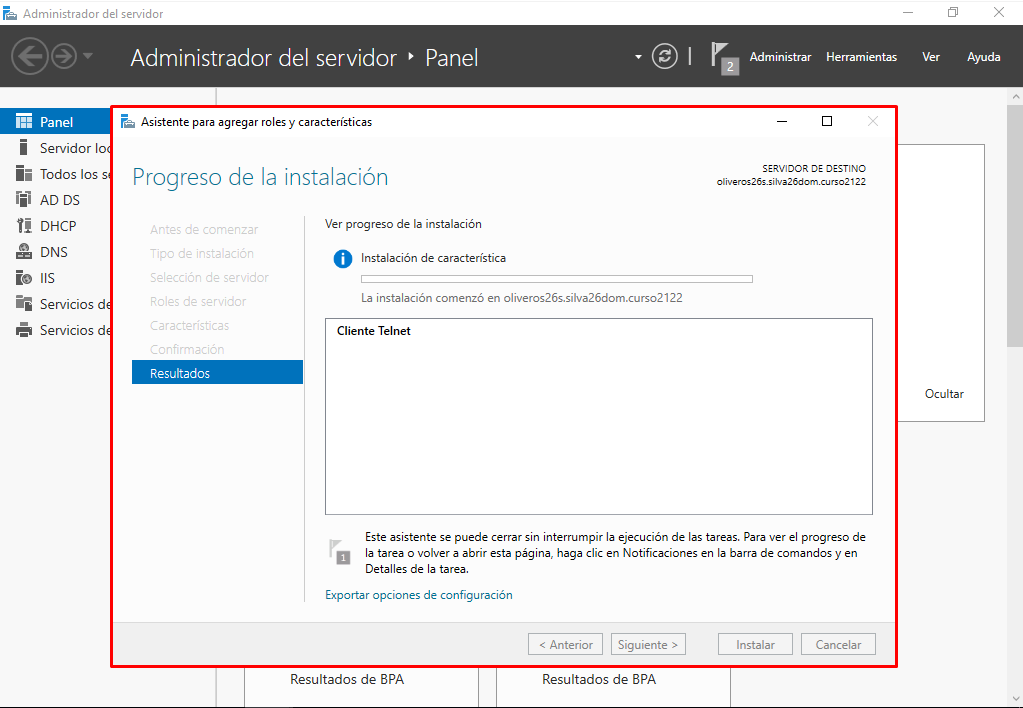 Administrador del servidor
Administrador del servidor ‣ Panel
2
Administrar Herramientas Ver Ayuda
Panel
Servidor
Todos los
AD DS
DHCP
DNS
IIS
Servicios
Servicios
Asistente para agregar roles y características
Progreso de la instalación
SERVIDOR DE DESTINO
oliveros26s.silva26dom.curso2122
Antes de comenzar
Tipo de instalación
Selección de servidor
Roles de servidor
Características
Confirmación
Resultados
Ver progreso de la instalación
Instalación de característica
La instalación comenzó en oliveros26s.silva26dom.curso2122
Cliente Telnet
1
Este asistente se puede cerrar sin interrumpir la ejecución de las tareas. Para ver el progreso de
la tarea o volver a abrir esta página, haga clic en Notificaciones en la barra de comandos y en
Detalles de la tarea.
Exportar opciones de configuración
< Anterior Siguiente > Instalar Cancelar
Ocultar
Resultados de BPA Resultados de BPA